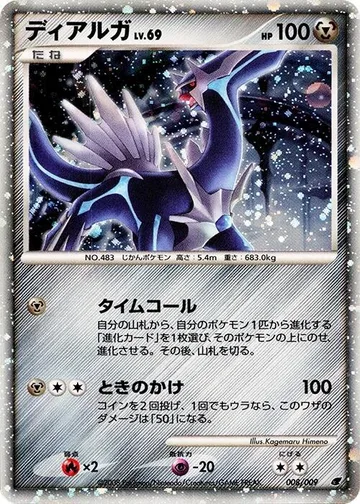 ディアルガ LV.69 HP 100
たね
NO.483 じかんポケモン 高さ：5.4m 重さ：683.0kg
タイムコール
自分の山札から、自分のポケモン1匹から進化する
「進化カード」を1枚選び、そのポケモンの上にのせ、
進化させる。その後、山札を切る。
ときのかけ 100
コインを2回投げ、1回でもウラなら、このワザの
ダメージは「50」になる。
Illus. Kagemaru Himeno
弱点 抵抗力 にげる
×2 -20
©2008 Pokémon/Nintendo/Creatures/GAME FREAK. 008/009